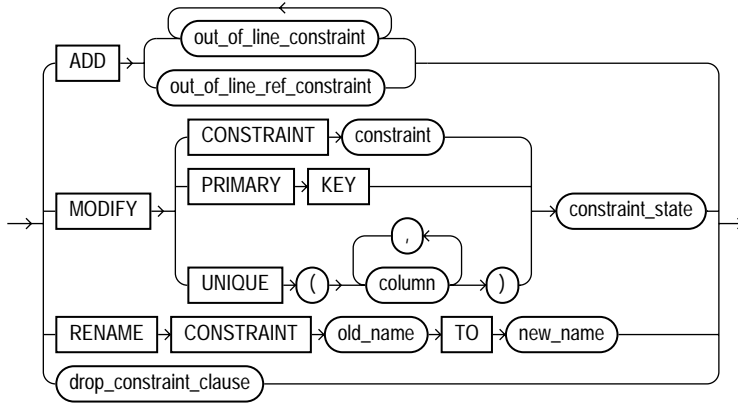 out_of_line_constraint
ADD
out_of_line_ref_constraint
CONSTRAINT constraint
PRIMARY KEY
MODIFY constraint_state
,
UNIQUE ( column )
RENAME CONSTRAINT old_name TO new_name
drop_constraint_clause